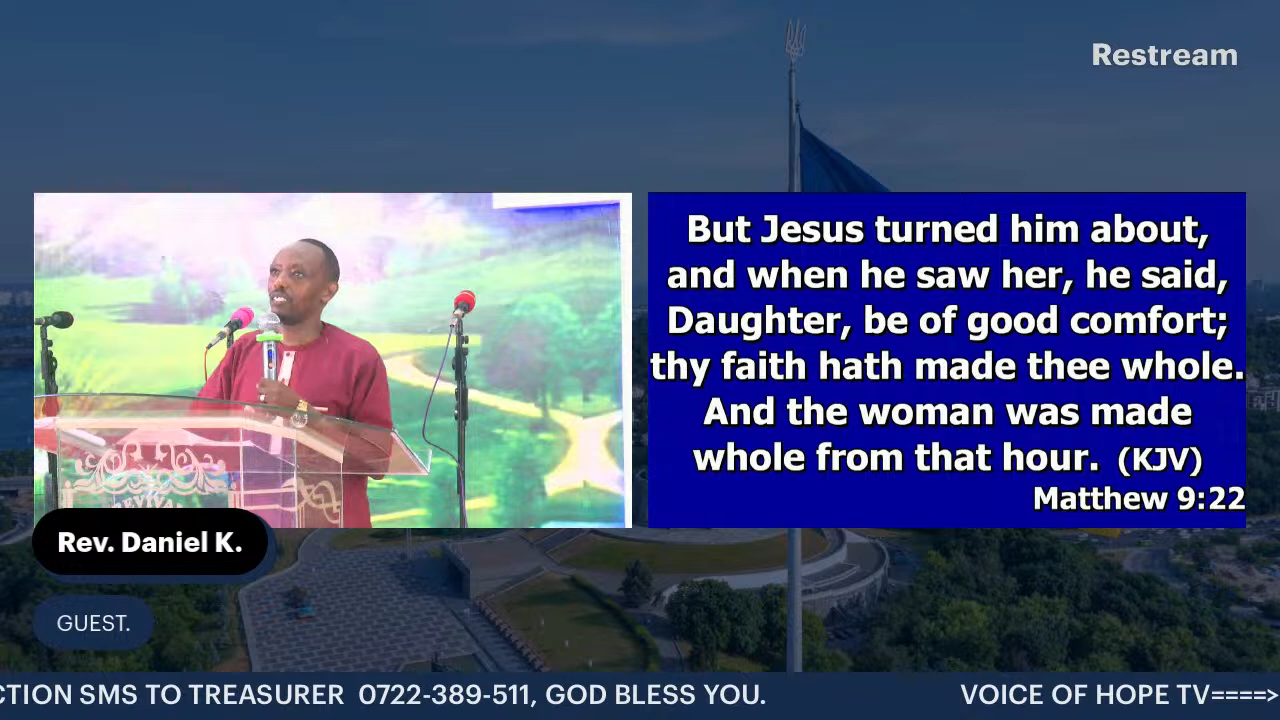 Restream
But Jesus turned him about,
and when he saw her, he said,
Daughter, be of good comfort;
thy faith hath made thee whole.
And the woman was made
whole from that hour. (KJV)
Matthew 9:22
Rev. Daniel K.
GUEST.
SMS TO TREASURER 0722-389-511, GOD BLESS YOU.
VOICE OF HOPE TV====>